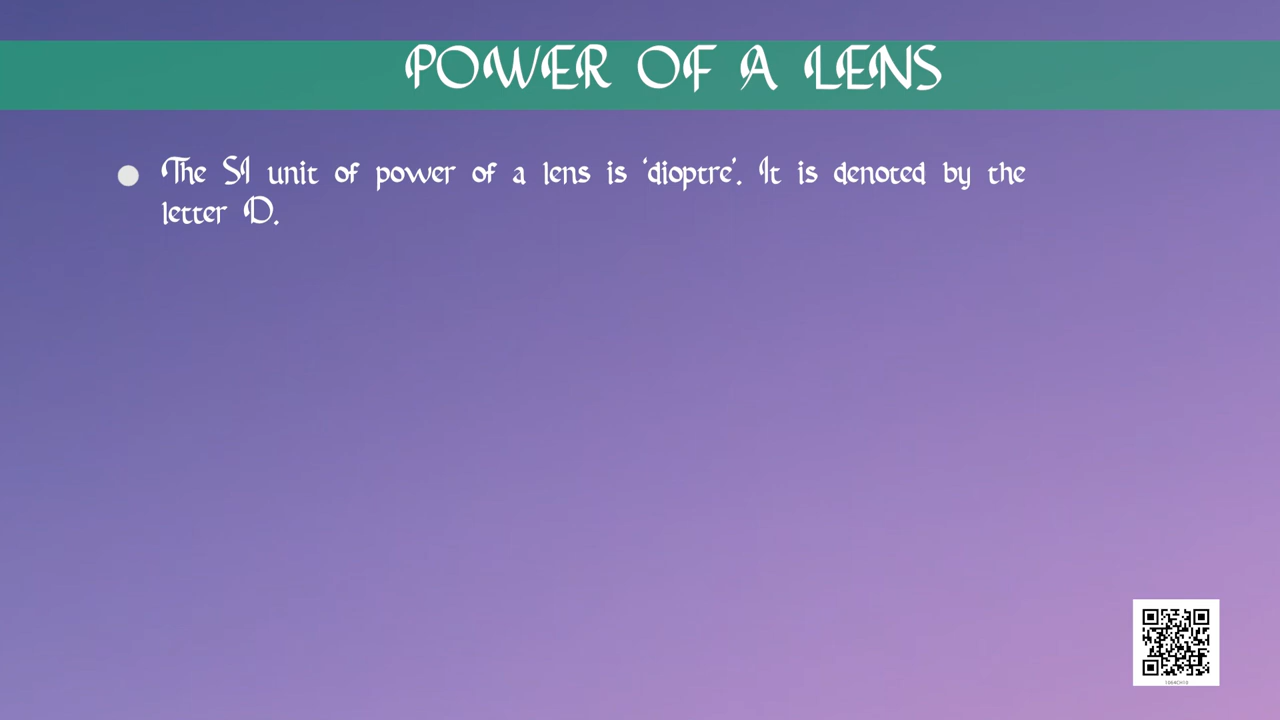 POWER OF A LENS
The SI unit of power of a lens is ‘dioptre’. It is denoted by the
letter D.